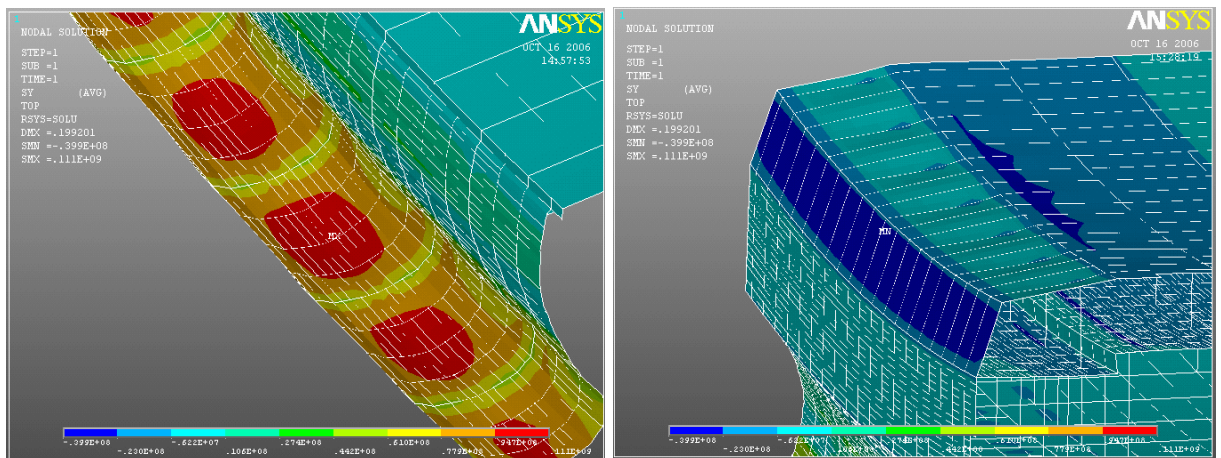 1
ANSYS
NODAL SOLUTION
OCT 16 2006
14:57:53
STEP=1
SUB =1
TIME=1
SY (AVG)
TOP
RSYS=SOLU
DMX =.199201
SMN =-.399E+08
SMX =.111E+09
MX
-.399E+08 -.622E+07 .274E+08 .610E+08 .947E+08
-.230E+08 .106E+08 .442E+08 .779E+08 .111E+09
1
ANSYS
NODAL SOLUTION
OCT 16 2006
15:28:19
STEP=1
SUB =1
TIME=1
SY (AVG)
TOP
RSYS=SOLU
DMX =.199201
SMN =-.399E+08
SMX =.111E+09
MN
-.399E+08 -.622E+07 .274E+08 .610E+08 .947E+08
-.230E+08 .106E+08 .442E+08 .779E+08 .111E+09